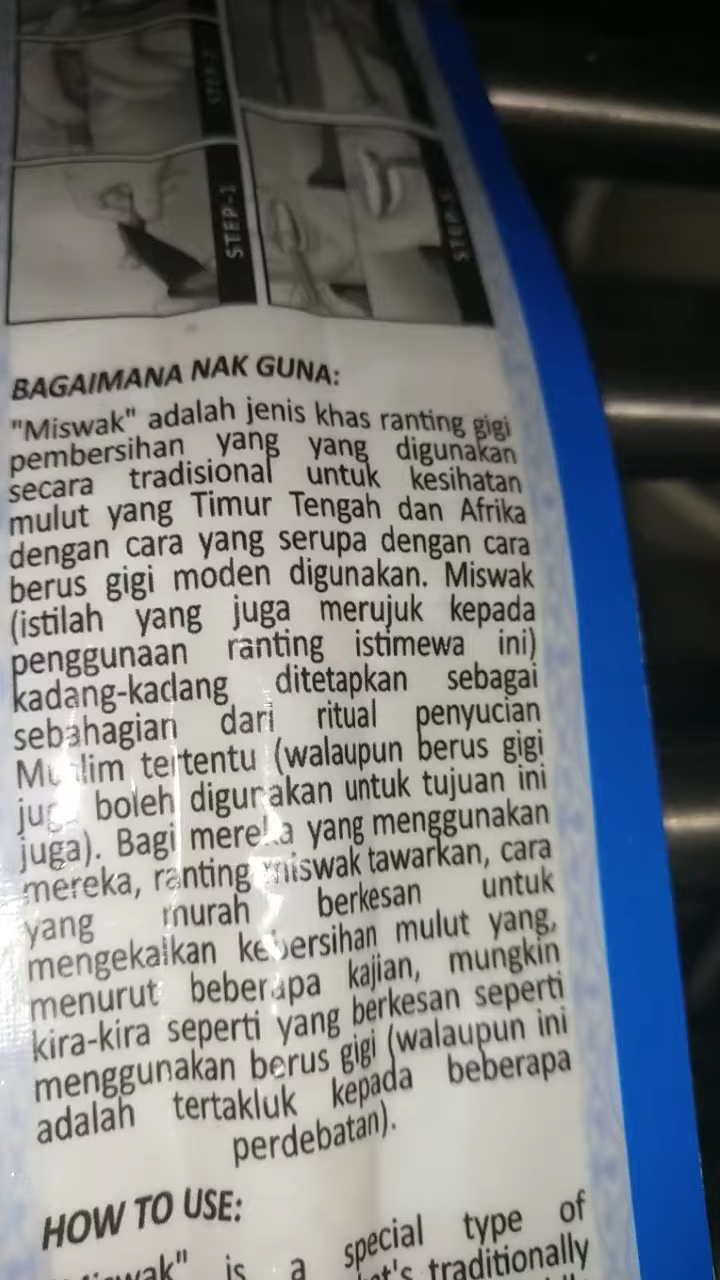 STEP-2
STEP-1
BAGAIMANA NAK GUNA:
"Miswak" adalah jenis khas ranting gigi
pembersihan yang yang digunakan
secara tradisional untuk kesihatan
mulut yang Timur Tengah dan Afrika
dengan cara yang serupa dengan cara
berus gigi moden digunakan. Miswak
(istilah yang juga merujuk kepada
penggunaan ranting istimewa ini)
kadang-kadang ditetapkan sebagai
sebahagian dari ritual penyucian
Muslim tertentu (walaupun berus gigi
juga boleh digunakan untuk tujuan ini
juga). Bagi mereka yang menggunakan
mereka, ranting miswak tawarkan, cara
yang murah berkesan untuk
mengekalkan kebersihan mulut yang,
menurut beberapa kajian, mungkin
kira-kira seperti yang berkesan seperti
menggunakan berus gigi (walaupun ini
adalah tertakluk kepada beberapa
perdebatan).
HOW TO USE:
is a special type of
traditionally